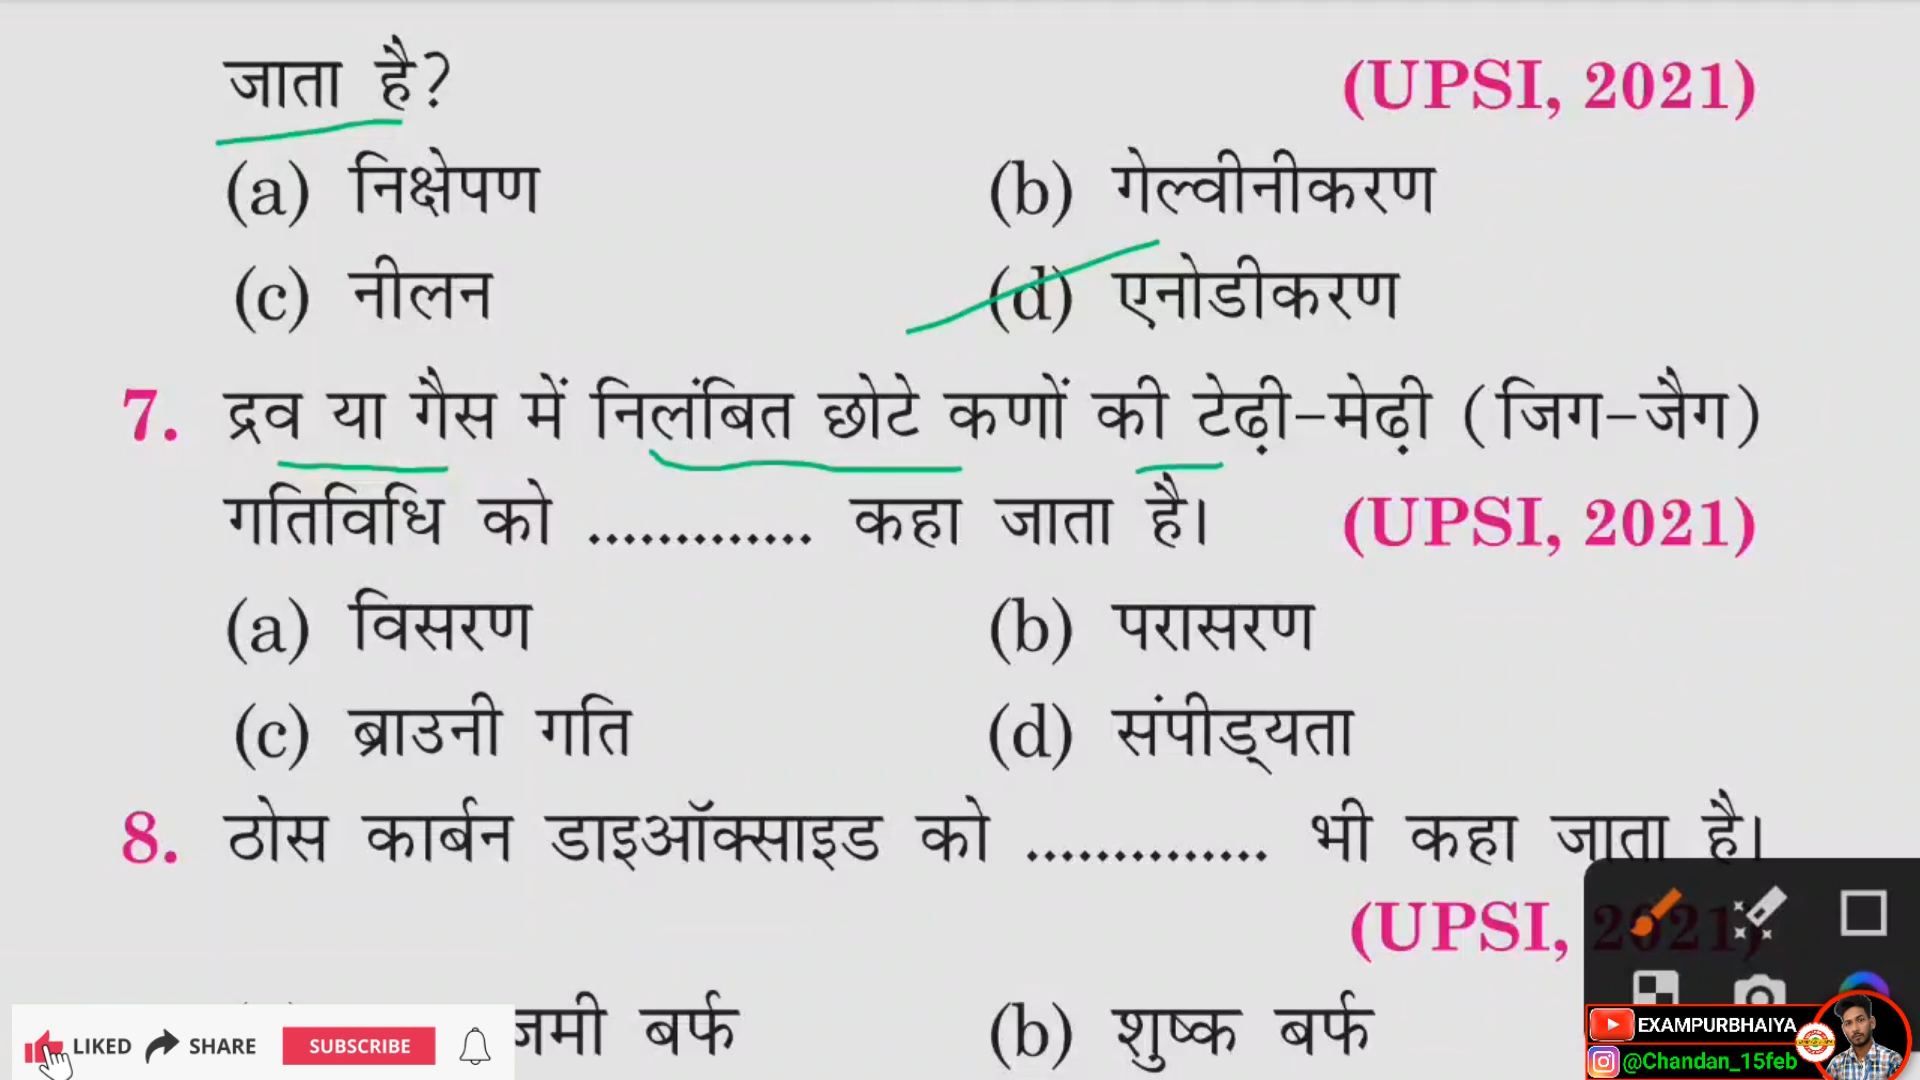 जाता है? (UPSI, 2021)
(a) निक्षेपण (b) गेल्वीनीकरण
(c) नीलन (d) एनोडीकरण
7. द्रव या गैस में निलंबित छोटे कणों की टेढ़ी-मेढ़ी (जिग-जैग)
गतिविधि को ............. कहा जाता है। (UPSI, 2021)
(a) विसरण (b) परासरण
(c) ब्राउनी गति (d) संपीड्यता
8. ठोस कार्बन डाइऑक्साइड को .............. भी कहा जाता है।
(UPSI, 2021)
जमी बर्फ (b) शुष्क बर्फ
LIKED SHARE SUBSCRIBE
EXAMPURBHAIYA
@Chandan_15feb